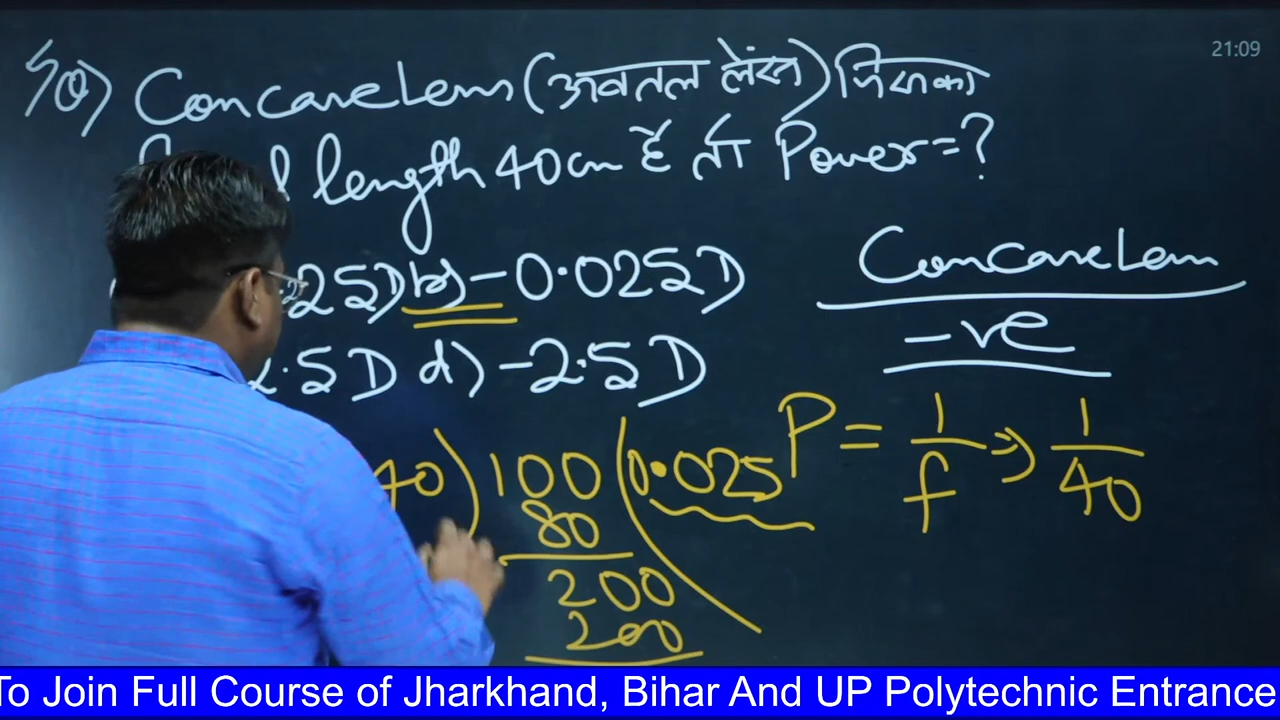 21:09
50) Concave Lens (अवतल लेंस) जिसका
length 40cm है तो Power=?
25D b) -0.025D
2.5D d) -2.5D
Concave Lens
-ve
P = 1/f ⇒ 1/40
40) 100 (0.025
80
200
200
To Join Full Course of Jharkhand, Bihar And UP Polytechnic Entrance